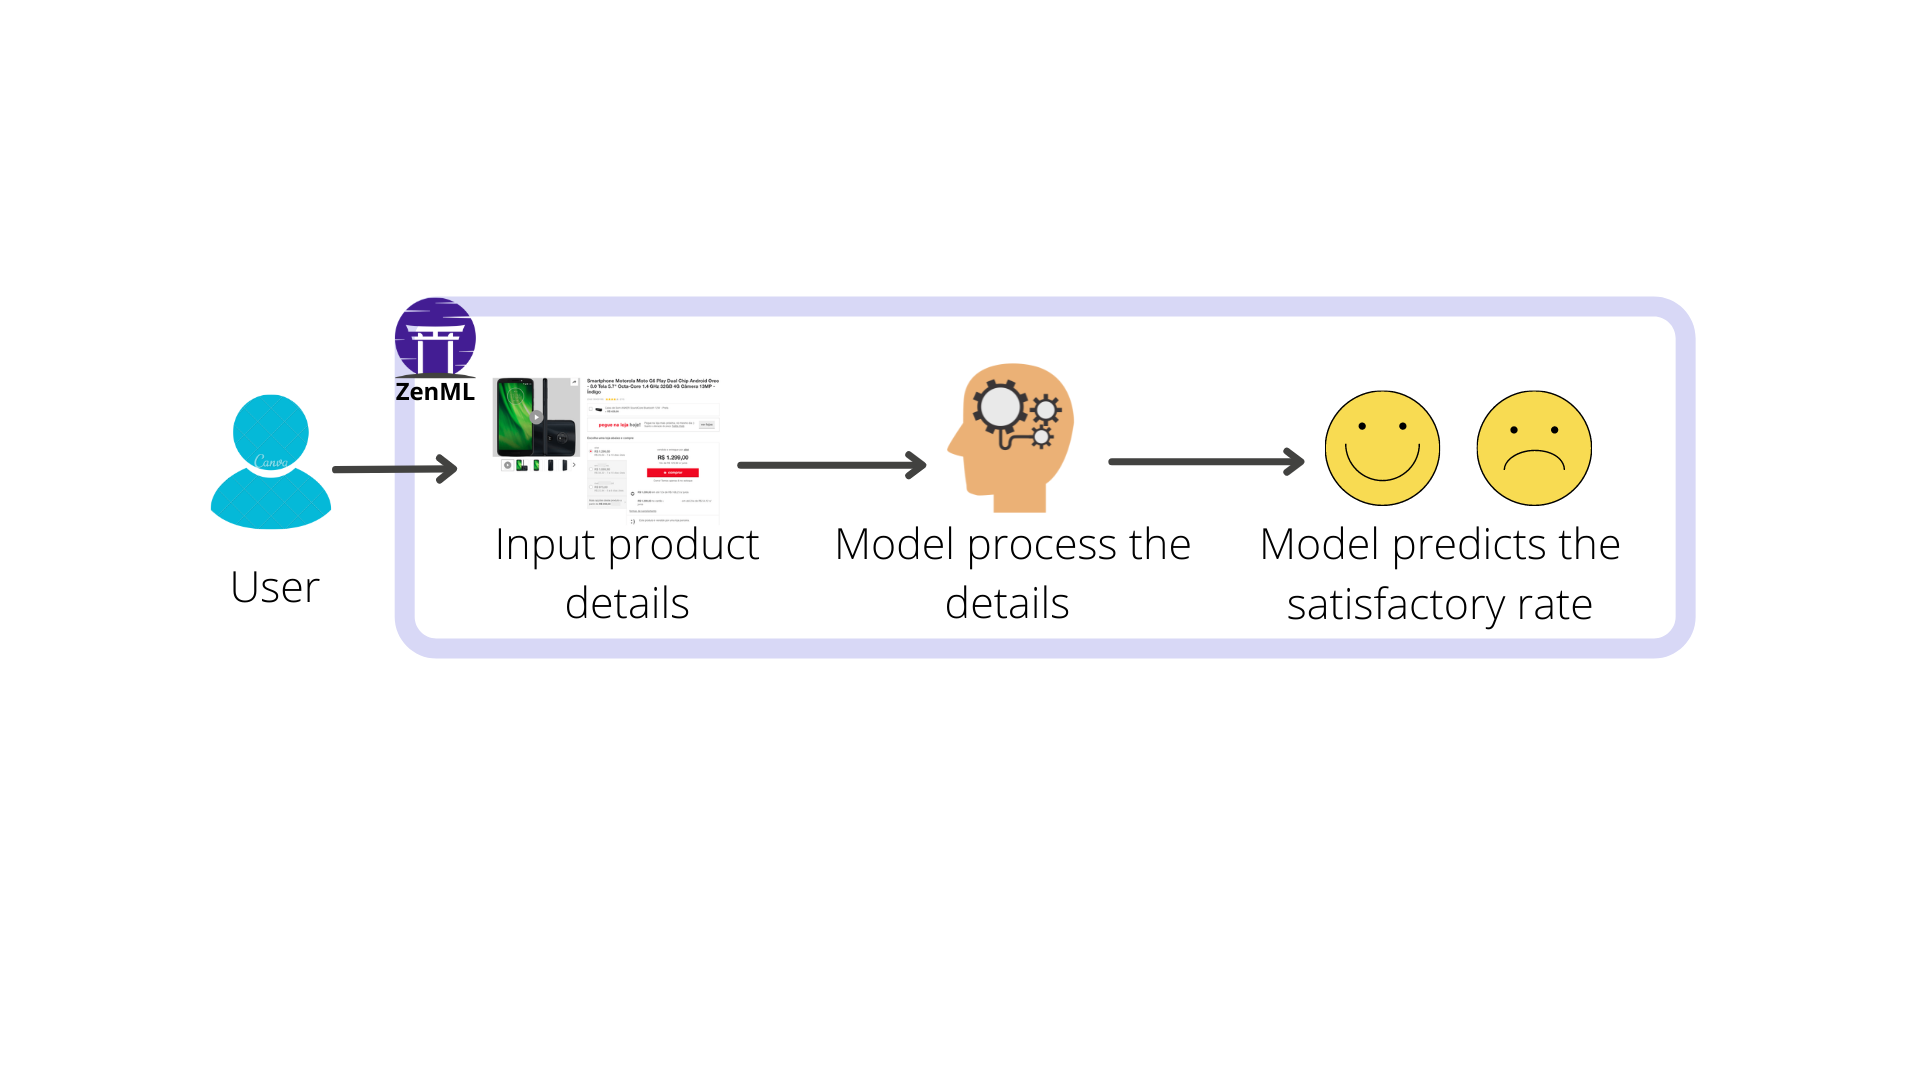 ZenML
Canva
User
Smartphone Motorola Moto G6 Play Dual Chip Android Oreo
- 8.0 Tela 5.7" Octa-Core 1.4 GHz 32GB 4G Câmera 13MP -
Índigo
pegue na loja hoje!
R$ 1.299,00
comprar
Input product
details
Model process the
details
Model predicts the
satisfactory rate